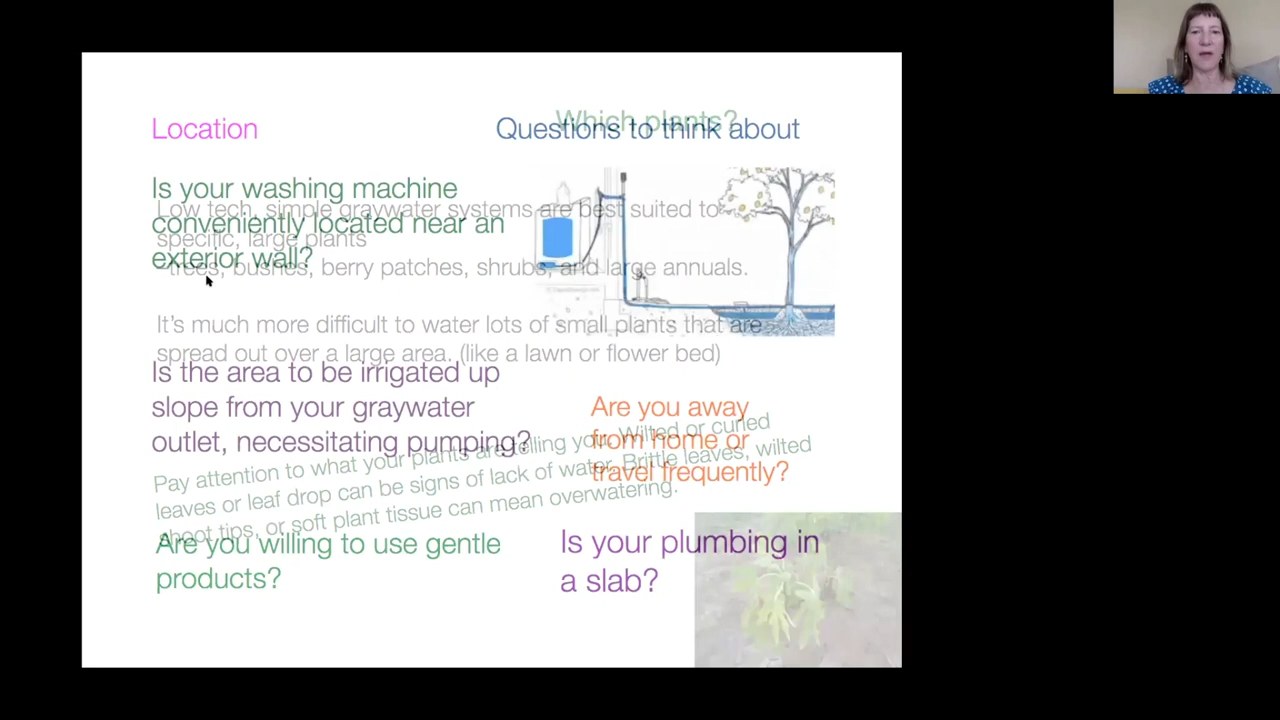 Location
Questions to think about
Which plants?
Is your washing machine
conveniently located near an
exterior wall?
Low tech, simple graywater systems are best suited to
specific, large plants
trees, bushes, berry patches, shrubs, and large annuals.
It's much more difficult to water lots of small plants that are
spread out over a large area. (like a lawn or flower bed)
Is the area to be irrigated up
slope from your graywater
outlet, necessitating pumping?
Are you away
from home or
travel frequently?
Pay attention to what your plants are telling you. Wilted or curled
leaves or leaf drop can be signs of lack of water. Brittle leaves, wilted
shoot tips, or soft plant tissue can mean overwatering.
Are you willing to use gentle
products?
Is your plumbing in
a slab?